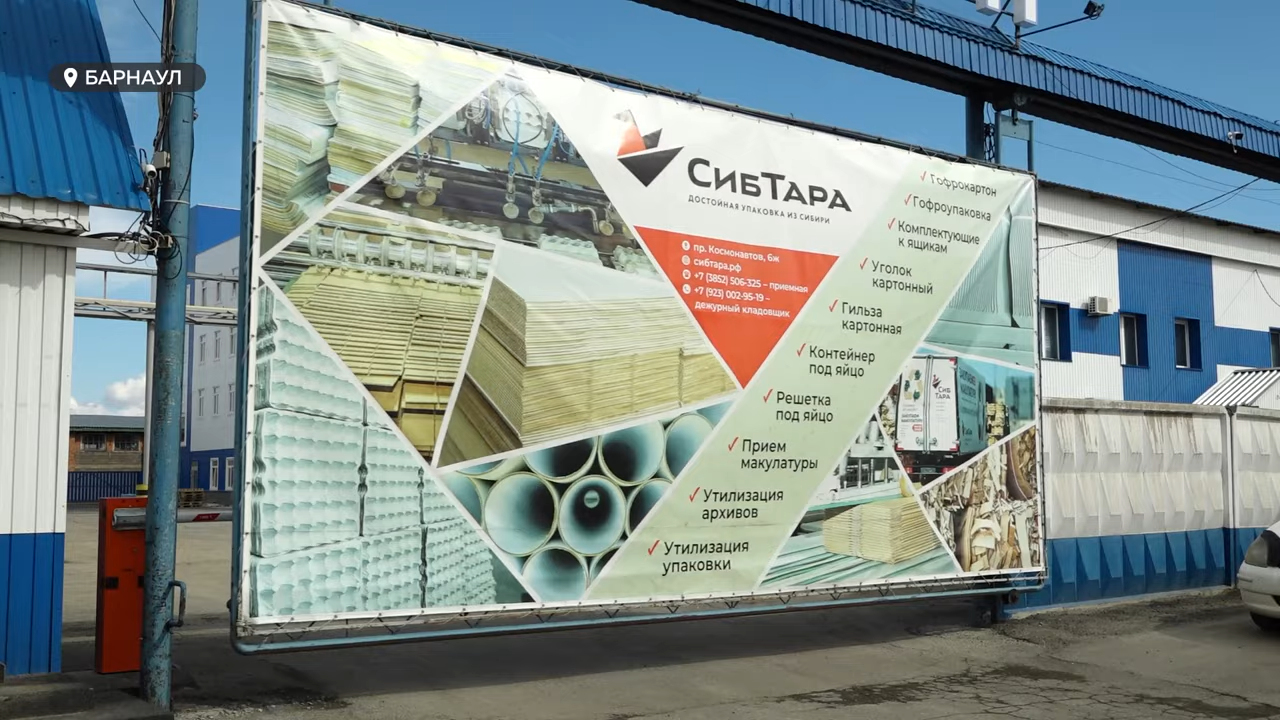 БАРНАУЛ
СибТара
ДОСТОЙНАЯ УПАКОВКА ИЗ СИБИРИ
пр. Космонавтов, 6ж
сибтара.рф
+7 (3852) 506-325 – приемная
+7 (923) 002-95-19 –
дежурный кладовщик
Гофрокартон
Гофроупаковка
Комплектующие
к ящикам
Уголок
картонный
Гильза
картонная
Контейнер
под яйцо
Решетка
под яйцо
Прием
макулатуры
Утилизация
архивов
Утилизация
упаковки
СИБ
ТАРА